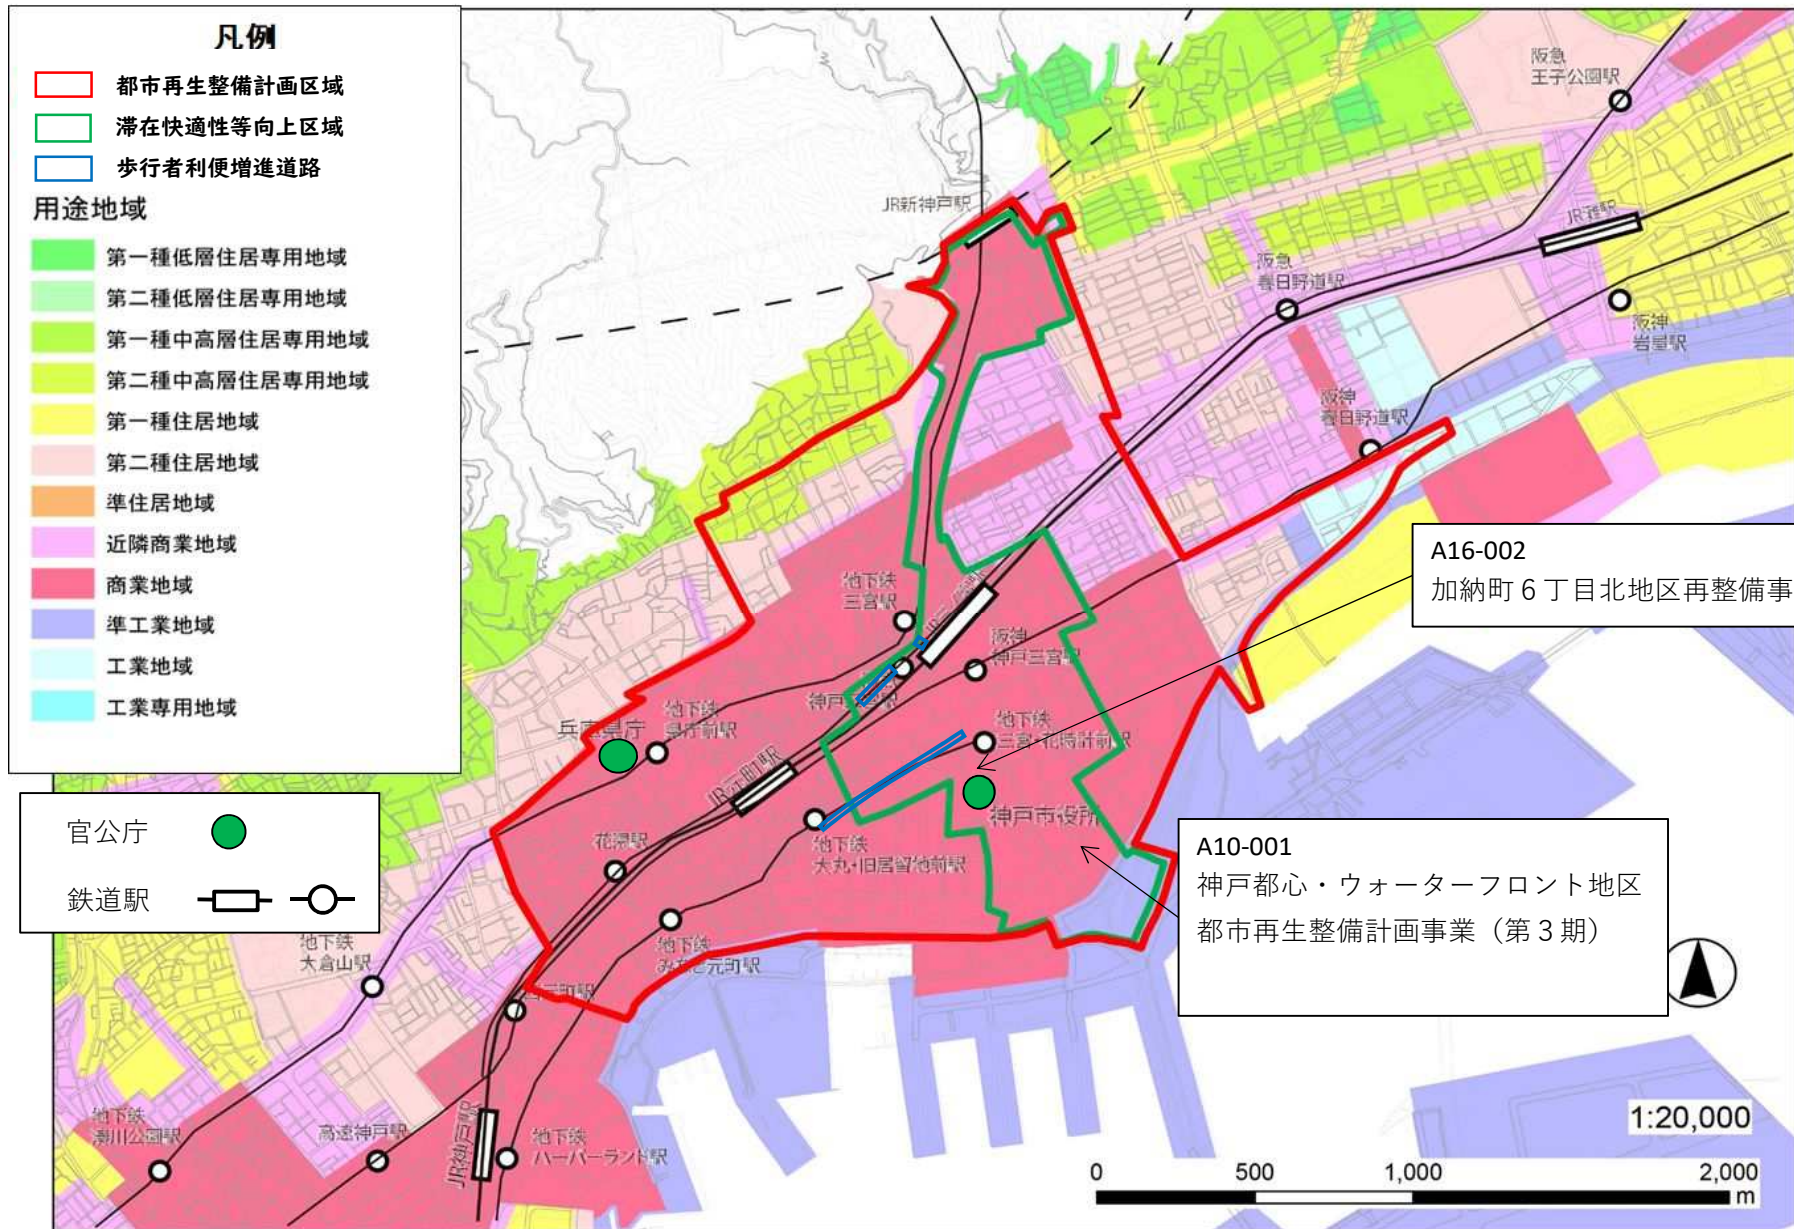 凡例
都市再生整備計画区域
滞在快適性等向上区域
歩行者利便増進道路
用途地域
第一種低層住居専用地域
第二種低層住居専用地域
第一種中高層住居専用地域
第二種中高層住居専用地域
第一種住居地域
第二種住居地域
準住居地域
近隣商業地域
商業地域
準工業地域
工業地域
工業専用地域
官公庁
鉄道駅
阪急
王子公園駅
JR新神戸駅
JR灘駅
阪急
春日野道駅
阪神
岩屋駅
阪神
春日野道駅
A16-002
加納町6丁目北地区再整備事
地下鉄
三宮駅
阪神
神戸三宮駅
地下鉄
三宮・花時計前駅
兵庫県庁
地下鉄
県庁前駅
JR元町駅
神戸市役所
地下鉄
大丸・旧居留地前駅
花隈駅
A10-001
神戸都心・ウォーターフロント地区
都市再生整備計画事業（第3期）
地下鉄
みなと元町駅
地下鉄
大倉山駅
西元町駅
地下鉄
湊川公園駅
高速神戸駅
JR神戸駅
地下鉄
ハーバーランド駅
1:20,000
0 500 1,000 2,000
m